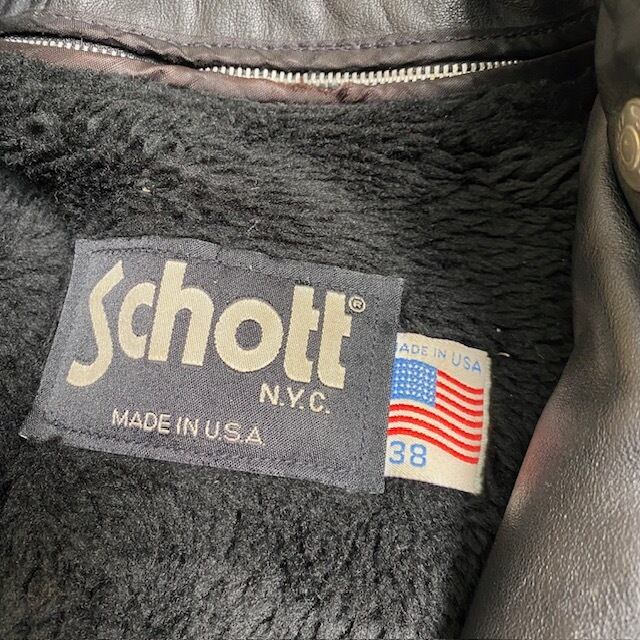 Schott®
N.Y.C.
MADE IN U.S.A
MADE IN USA
38